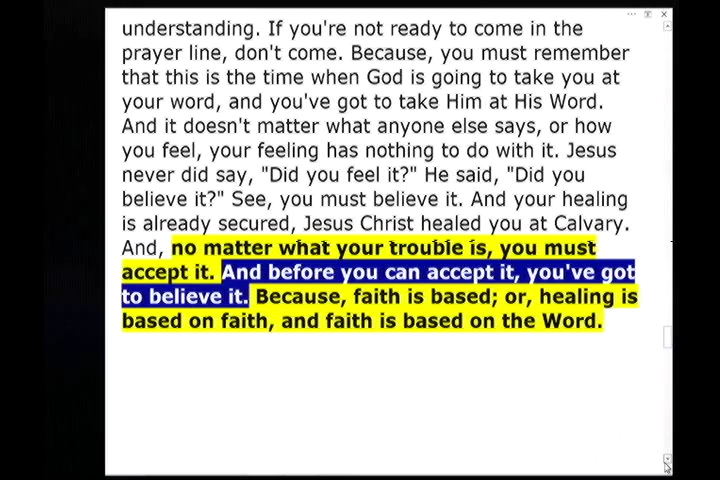 understanding. If you're not ready to come in the
prayer line, don't come. Because, you must remember
that this is the time when God is going to take you at
your word, and you've got to take Him at His Word.
And it doesn't matter what anyone else says, or how
you feel, your feeling has nothing to do with it. Jesus
never did say, "Did you feel it?" He said, "Did you
believe it?" See, you must believe it. And your healing
is already secured, Jesus Christ healed you at Calvary.
And, no matter what your trouble is, you must
accept it. And before you can accept it, you've got
to believe it. Because, faith is based; or, healing is
based on faith, and faith is based on the Word.